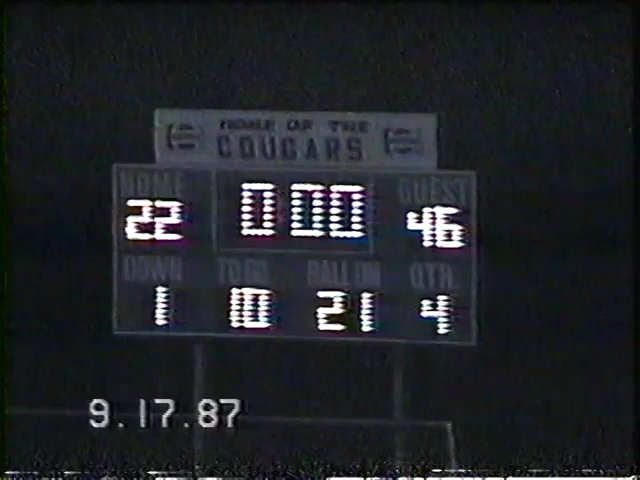 HOME OF THE
COUGARS
HOME GUEST
22 0 00 46
DOWN TO GO BALL ON QTR
1 10 21 4
9.17.87